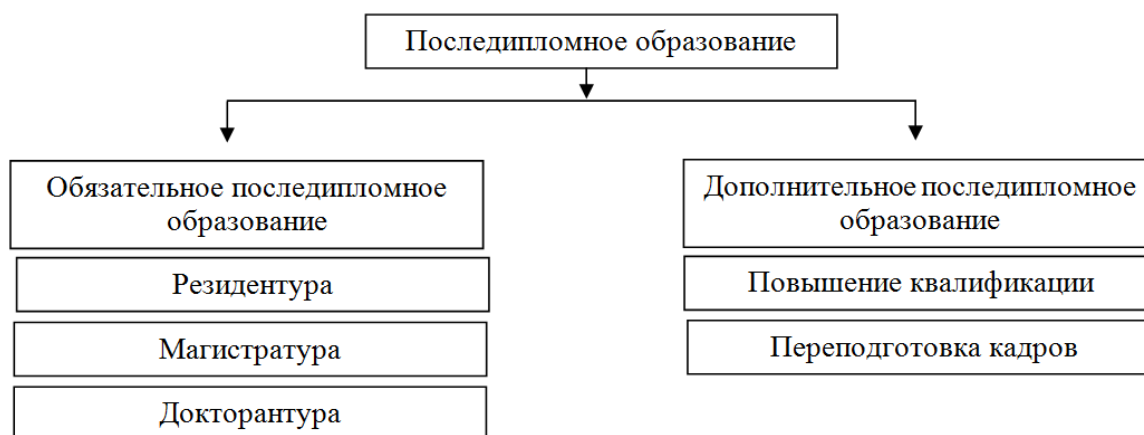 Последипломное образование
Обязательное последипломное
образование
Резидентура
Магистратура
Докторантура
Дополнительное последипломное
образование
Повышение квалификации
Переподготовка кадров